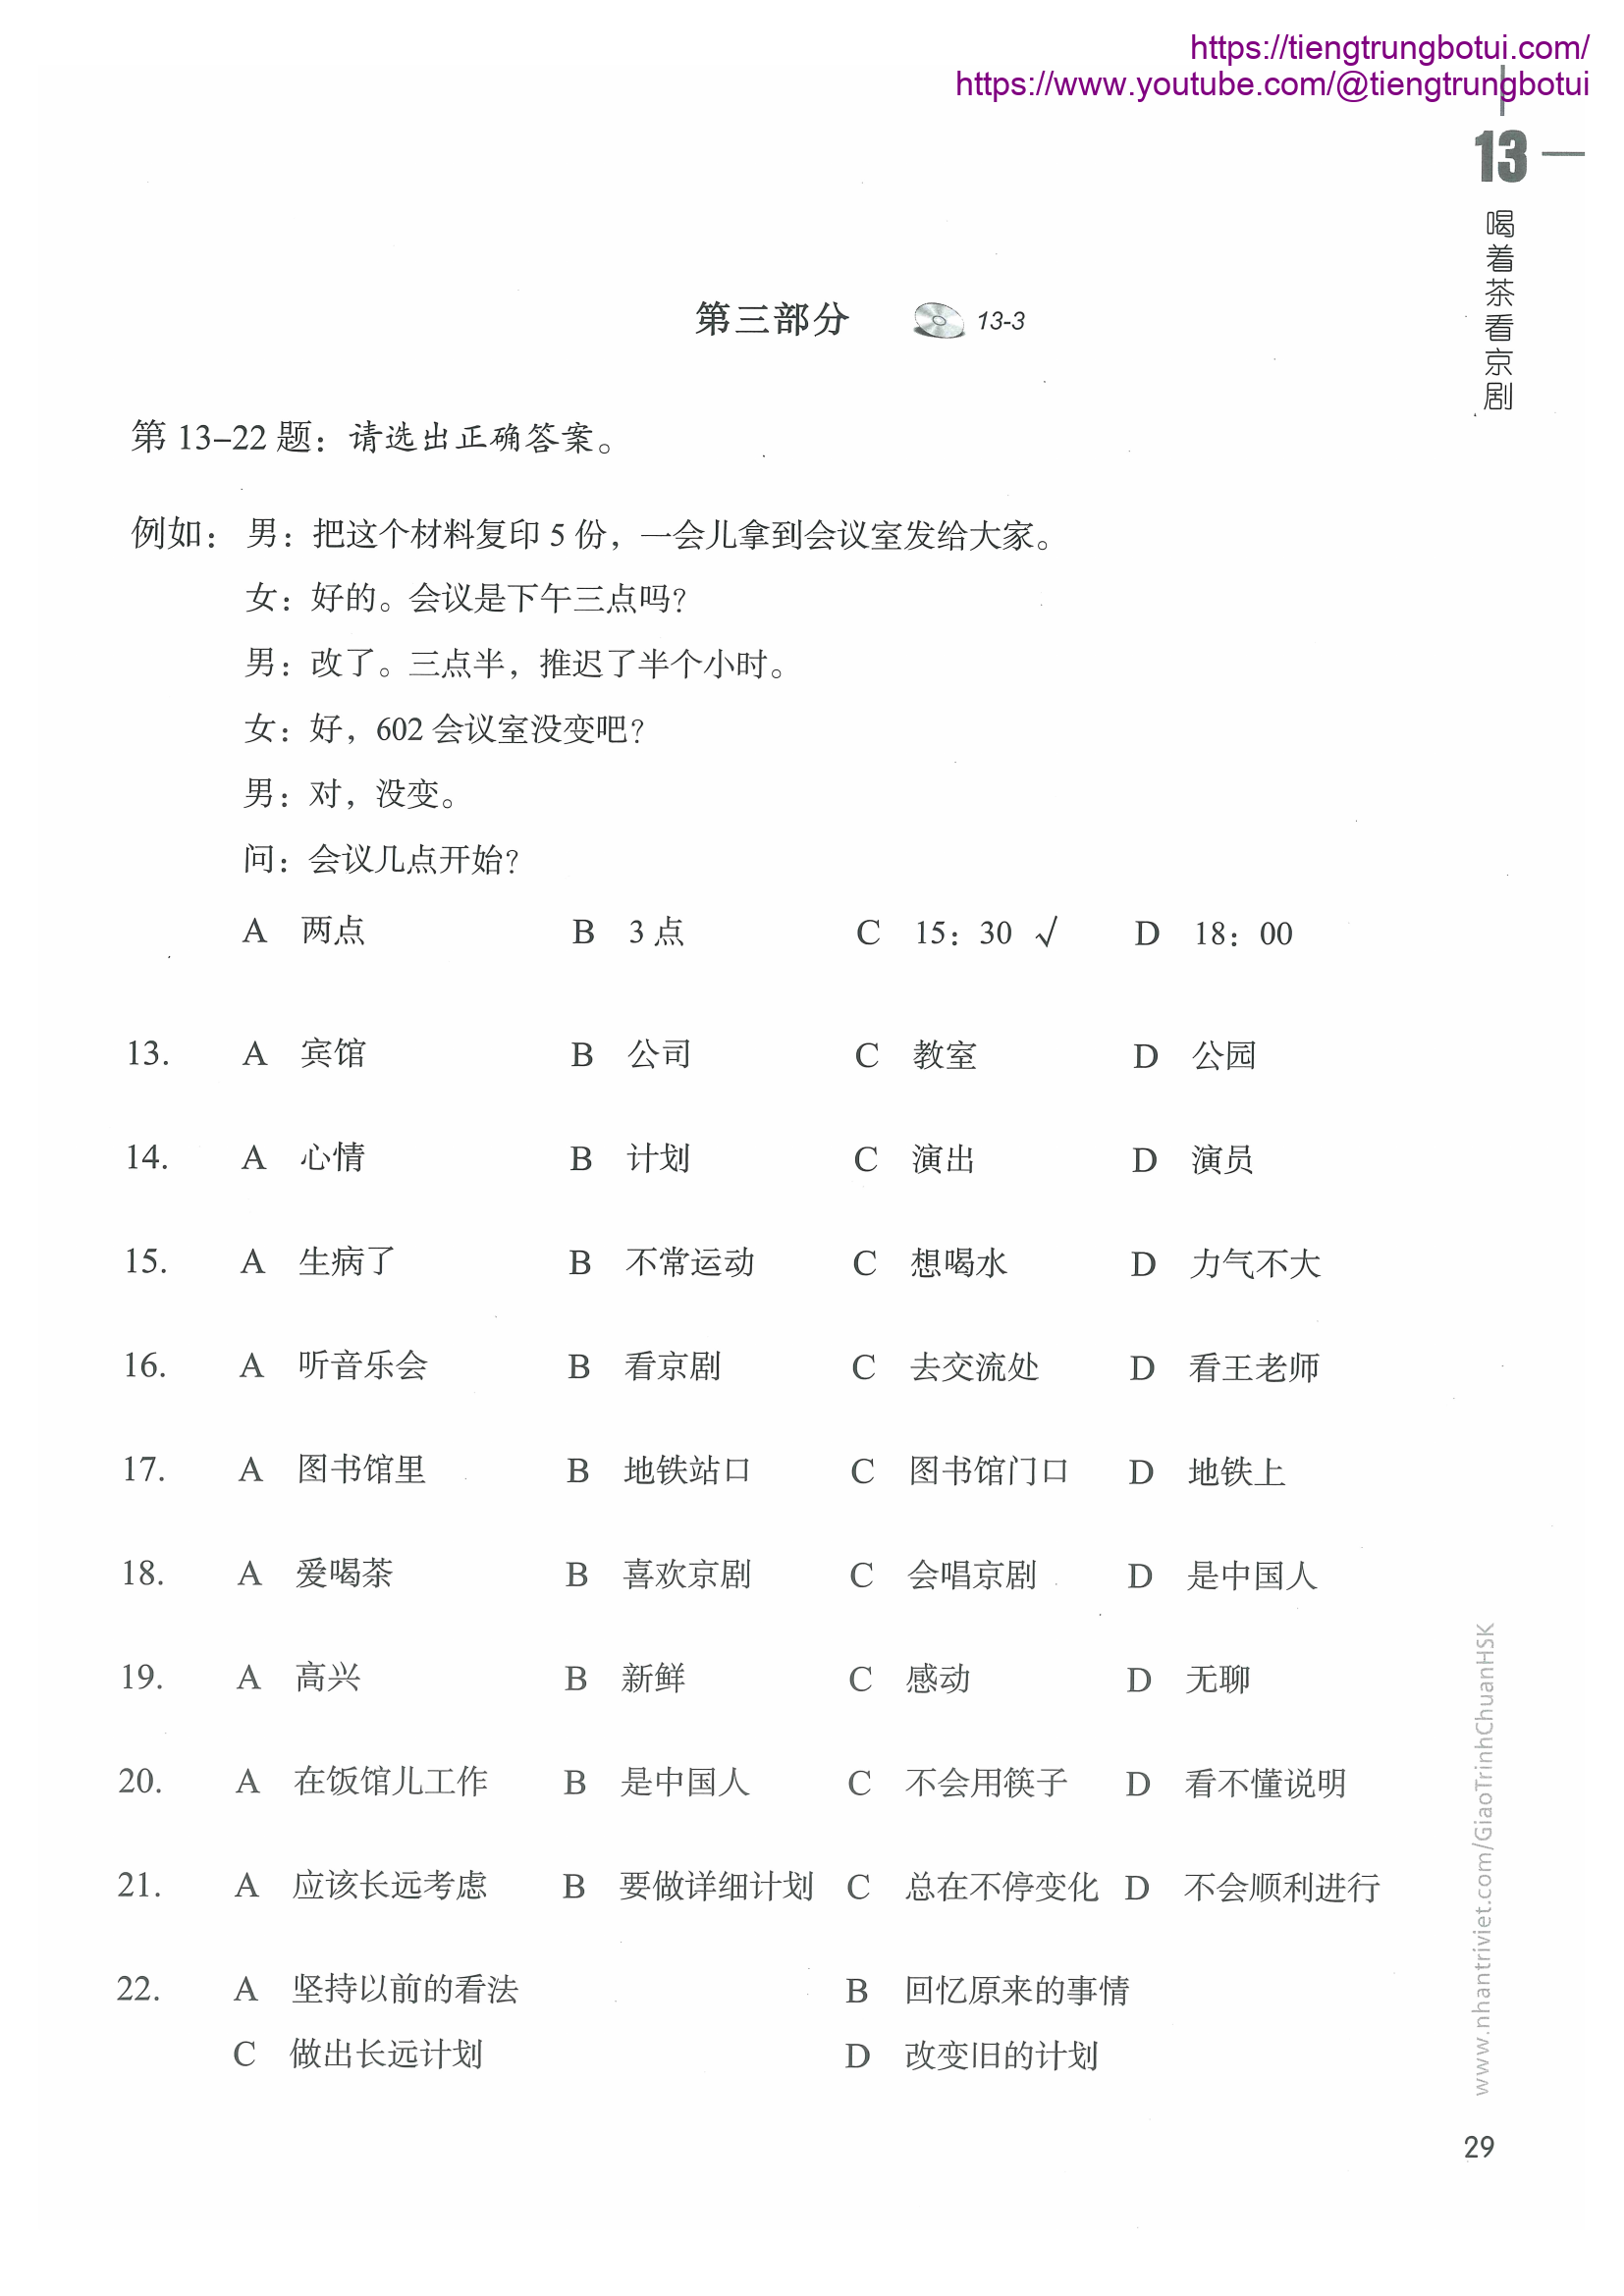 https://tiengtrungbotui.com/
https://www.youtube.com/@tiengtrungbotui
13
喝着茶看京剧
第三部分 13-3
第 13–22 题：请选出正确答案。
例如：男：把这个材料复印 5 份，一会儿拿到会议室发给大家。
女：好的。会议是下午三点吗？
男：改了。三点半，推迟了半个小时。
女：好，602 会议室没变吧？
男：对，没变。
问：会议几点开始？
A 两点 B 3 点 C 15：30 √ D 18：00
13. A 宾馆 B 公司 C 教室 D 公园
14. A 心情 B 计划 C 演出 D 演员
15. A 生病了 B 不常运动 C 想喝水 D 力气不大
16. A 听音乐会 B 看京剧 C 去交流处 D 看王老师
17. A 图书馆里 B 地铁站口 C 图书馆门口 D 地铁上
18. A 爱喝茶 B 喜欢京剧 C 会唱京剧 D 是中国人
19. A 高兴 B 新鲜 C 感动 D 无聊
20. A 在饭馆儿工作 B 是中国人 C 不会用筷子 D 看不懂说明
21. A 应该长远考虑 B 要做详细计划 C 总在不停变化 D 不会顺利进行
22. A 坚持以前的看法 B 回忆原来的事情
C 做出长远计划 D 改变旧的计划
www.nhantriviet.com/GiaoTrinhChuanHSK
29